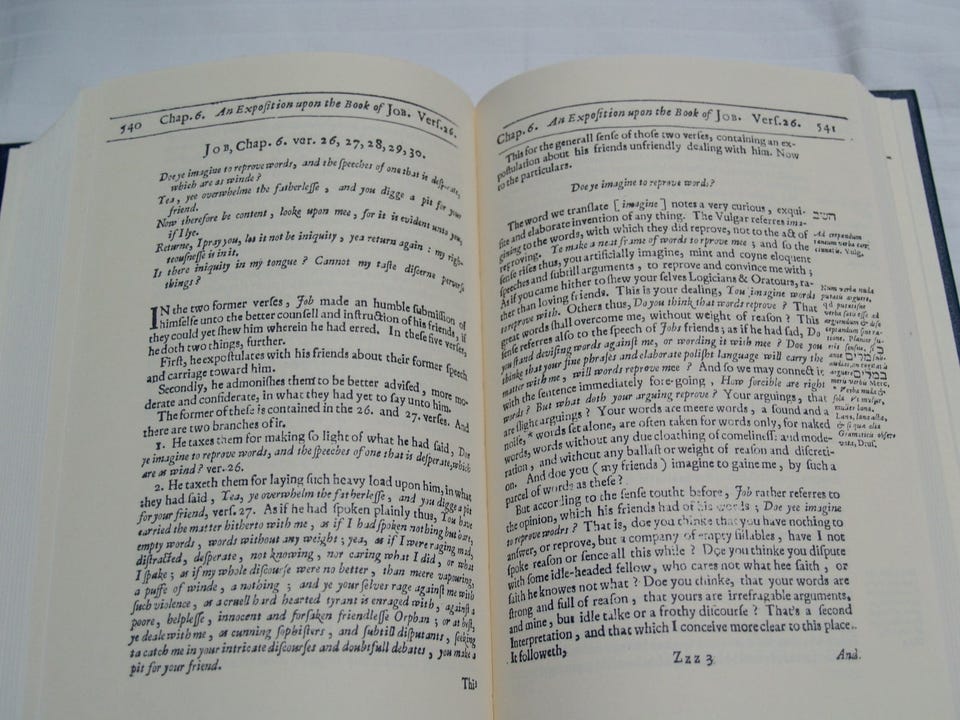 540 Chap. 6. An Expoſition upon the Book of JOB. Verſ. 26.
JOB, Chap. 6. ver. 26, 27, 28, 29, 30.
Doe ye imagine to reprove words, and the ſpeeches of one that is deſperate,
which are as winde?
Yea, yee overwhelme the fatherleſſe, and you digge a pit for your
friend.
Now therefore be content, looke upon mee, for it is evident unto you,
if I lye.
Return, I pray you, let it not be iniquity, yea return again: my righ-
teouſneſſe is in it.
Is there iniquity in my tongue? Cannot my taſte diſcerne perverſe
things?
IN the two former verſes, Job made an humble ſubmiſſion of
himſelfe unto the better counſell and inſtruction of his friends, if
they could yet ſhew him wherein he had erred. In theſe five verſes,
he doth two things, further.
Firſt, he expoſtulates with his friends about their former ſpeech
and carriage toward him.
Secondly, he admoniſhes them to be better adviſed, more mo-
derate and conſiderate, in what they had yet to ſay unto him.
The former of theſe is contained in the 26. and 27. verſes. And
there are two branches of it.
1. He taxes them for making ſo light of what he had ſaid, Doe
ye imagine to reprove words, and the ſpeeches of one that is deſperate, which
are as wind? ver. 26.
2. He taxeth them for laying ſuch heavy load upon him, in what
they had ſaid, Yea, ye overwhelm the fatherleſſe, and you digge a pit
for your friend, verſ. 27. As if he had ſpoken plainly thus, You have
carried the matter hitherto with me, as if I had ſpoken nothing but bare,
empty words, words without any weight; yea, as if I were raging mad,
diſtracted, deſperate, not knowing, nor caring what I did, or what
I ſpake; as if my whole diſcourſe were no better, than meere vapouring,
a puffe of winde, a nothing; and ye your ſelves rage againſt me with
ſuch violence, as a cruell hard hearted tyrant is enraged with, againſt a
poore, helpleſſe, innocent and forſaken friendleſſe Orphan; or at beſt,
ye deale with me, as cunning ſophiſters, and ſubtill diſputants, ſeeking
to catch me in your intricate diſcourſes and doubtfull debates, you make a
pit for your friend.
This
Chap. 6. An Expoſition upon the Book of JOB. Verſ. 26. 541
This for the generall ſenſe of thoſe two verſes, containing an ex-
poſtulation about his friends unfriendly dealing with him. Now
to the particulars.
Doe ye imagine to reprove words?
The word we translate [imagine] notes a very curious, exqui-
ſite and elaborate invention of any thing. The Vulgar referres ima-
gining to the words, with which they did reprove, not to the act of
reproving. To make a neat frame of words to reprove mee; and ſo the
ſenſe riſes thus, you artificially imagine, mint and coyne eloquent
ſpeeches and ſubtill arguments, to reprove and convince me with;
As if you came hither to ſhew your ſelves Logicians & Oratours, ra-
ther than loving friends. This is your dealing, You imagine words
to reprove with. Others thus, Do you think that words reprove? That
great words ſhall overcome me, without weight of reaſon? This
ſenſe referres alſo to the ſpeech of Jobs friends; as if he had ſaid, Do
you ſtand deviſing words againſt me, or wording it with mee? Doe you
thinke that your fine phraſes and elaborate poliſht language will carry the
matter with me, will words reprove mee? And ſo we may connect it
with the ſentence immediately fore-going, How forcible are right
words? But what doth your arguing reprove? Your arguings, that
are ſlight arguings? Your words are meere words, a ſound and a
noiſe, * words ſet alone, are often taken for words only, for naked
words, words without any due cloathing of comelineſſ: and mode-
ration, and without any ballaſt or weight of reaſon and diſcreti-
on. And doe you (my friends) imagine to gaine me, by ſuch a
parcel of words as theſe?
But according to the ſenſe toucht before, Job rather referres to
the opinion, which his friends had of his words; Doe yee imagine
to reprove words? That is, doe you thinke that you have nothing to
anſwer, or reprove, but a company of empty ſillables, have I not
ſpoke reaſon or ſence all this while? Doe you thinke you diſpute
with ſome idle-headed fellow, who cares not what hee ſaith, or
ſaith he knowes not what? Doe you thinke, that your words are
ſtrong and full of reaſon, that yours are irrefragable arguments,
and mine, but idle talke or a frothy diſcourſe? That's a ſecond
Interpretation, and that which I conceive more clear to this place..
It followeth,
Zzz 3 And.
חשב
Ad crepandum
tantum verba
Vulg.
Num verba nuda
putatis arguere,
verba ſatis eſſe ad
arguendum
Merc.
* Verba nuda &
ſola
Grammatica obſer-
vata, Druſ.